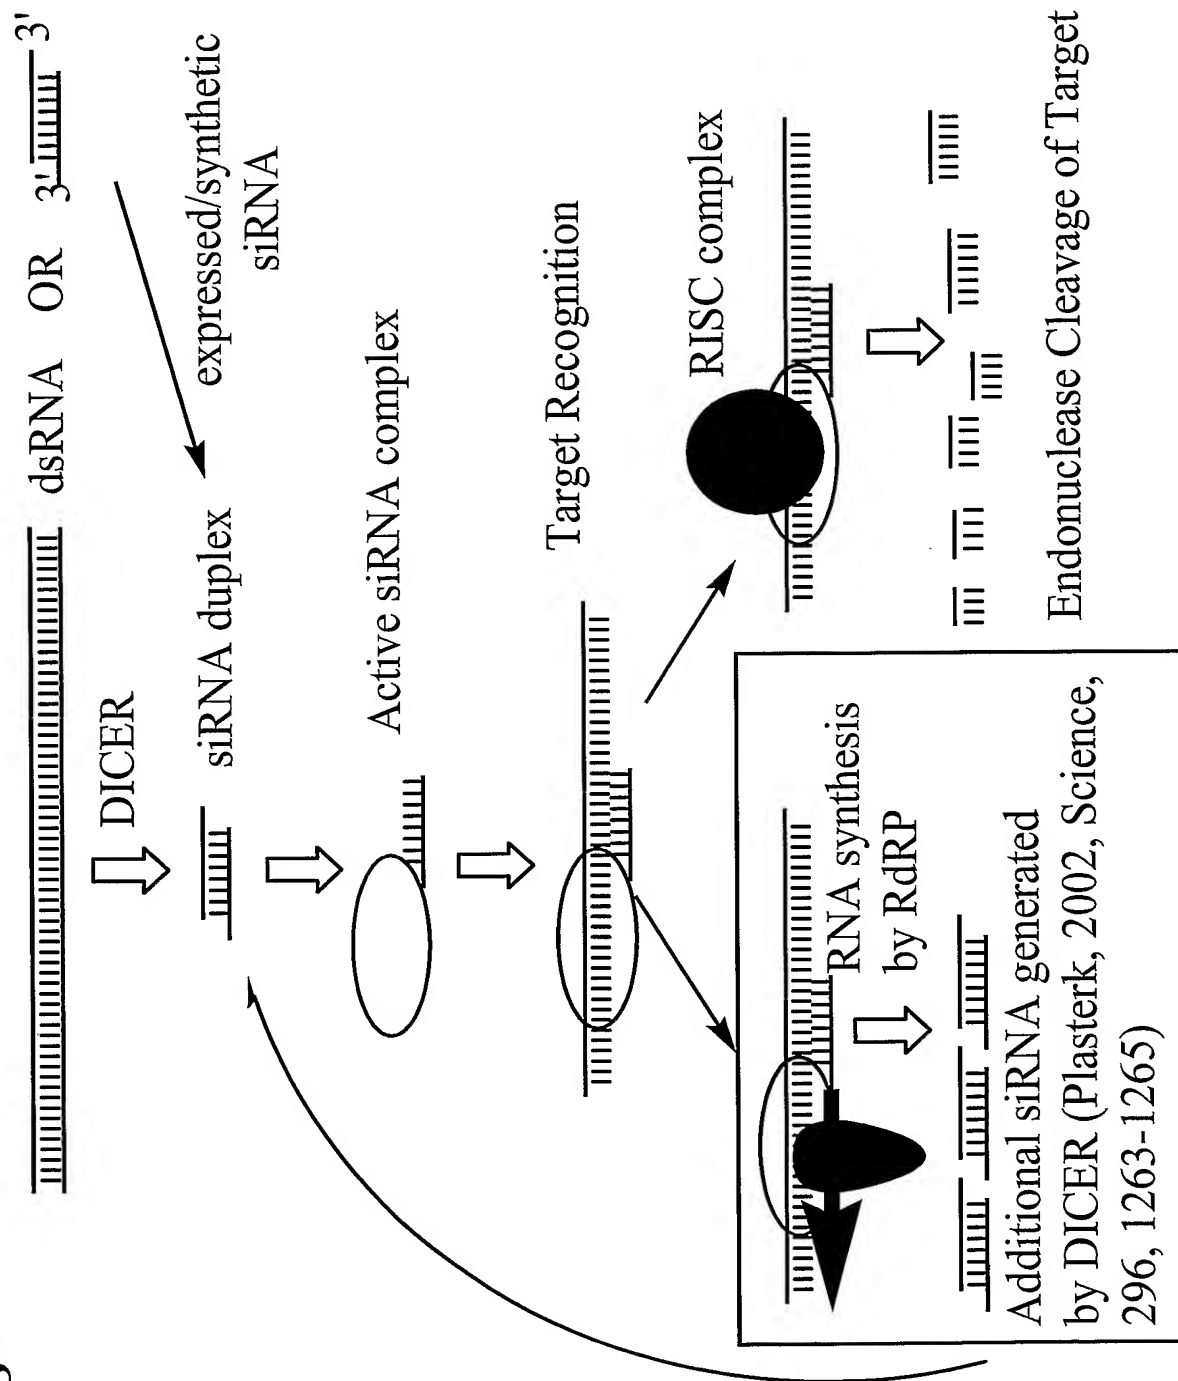 dsRNA OR 3' 3'
DICER
siRNA duplex
expressed/synthetic
siRNA
Active siRNA complex
Target Recognition
RISC complex
RNA synthesis
by RdRP
Additional siRNA generated
by DICER (Plasterk, 2002, Science,
296, 1263-1265)
Endonuclease Cleavage of Target